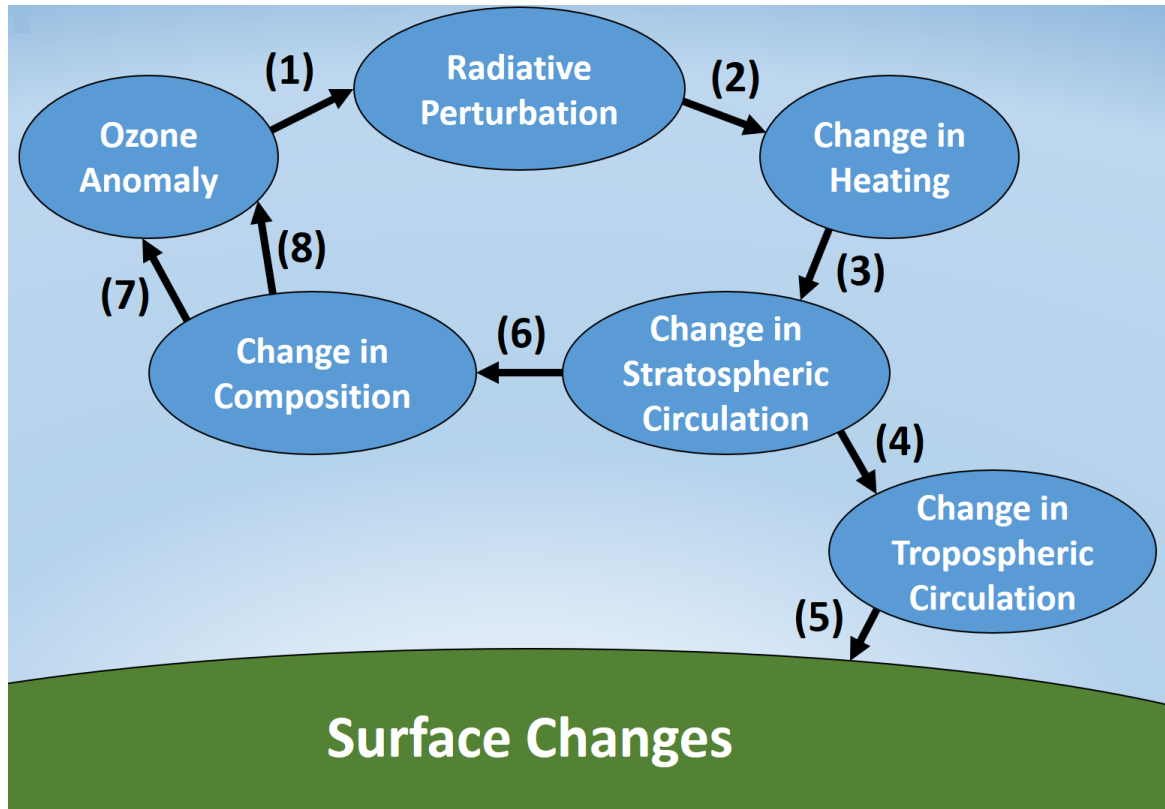 (1)
Radiative
Perturbation
(2)
Ozone
Anomaly
Change in
Heating
(8)
(7)
(3)
Change in
Composition
(6)
Change in
Stratospheric
Circulation
(4)
Change in
Tropospheric
Circulation
(5)
Surface Changes